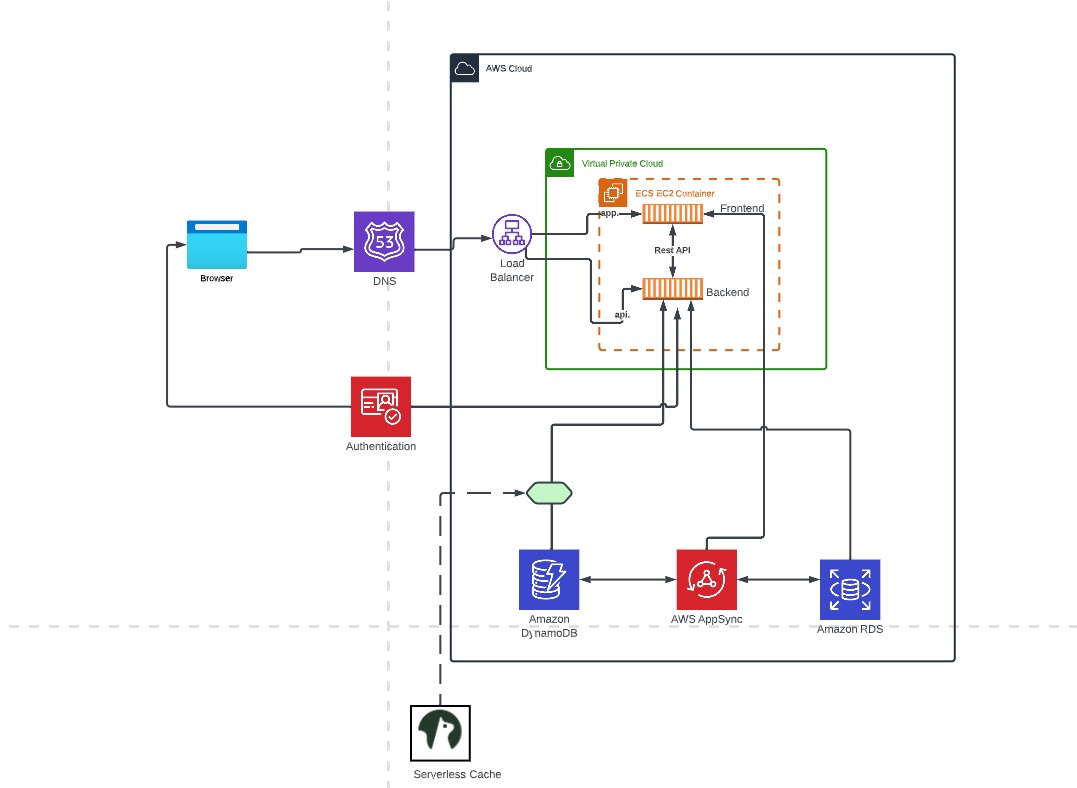 AWS Cloud
Virtual Private Cloud
ECS EC2 Container
app.
Frontend
53
Rest API
Load
Balancer
Browser
DNS
Backend
api.
Authentication
Amazon
DynamoDB
AWS AppSync
Amazon RDS
Serverless Cache